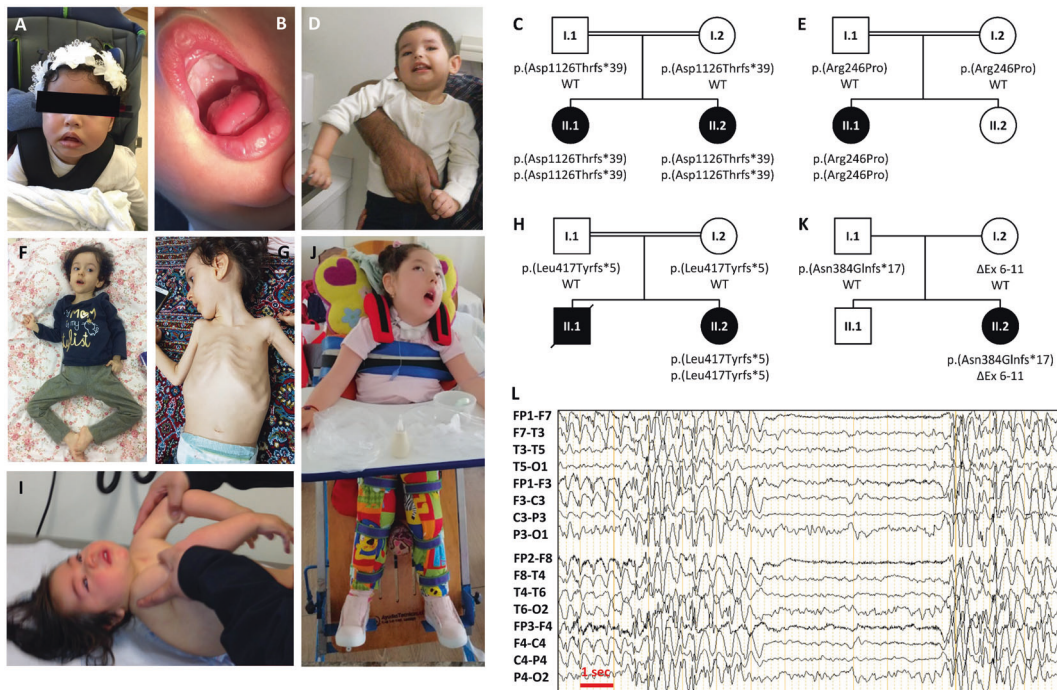 A
B
D
C
I.1
I.2
p.(Asp1126Thrfs*39)
p.(Asp1126Thrfs*39)
WT
WT
II.1
II.2
p.(Asp1126Thrfs*39)
p.(Asp1126Thrfs*39)
p.(Asp1126Thrfs*39)
p.(Asp1126Thrfs*39)
E
I.1
I.2
p.(Arg246Pro)
p.(Arg246Pro)
WT
WT
II.1
II.2
p.(Arg246Pro)
p.(Arg246Pro)
F
MOM
is my
stylist
G
J
H
I.1
I.2
p.(Leu417Tyrfs*5)
p.(Leu417Tyrfs*5)
WT
WT
II.1
II.2
p.(Leu417Tyrfs*5)
p.(Leu417Tyrfs*5)
K
I.1
I.2
p.(Asn384Glnfs*17)
ΔEx 6-11
WT
WT
II.1
II.2
p.(Asn384Glnfs*17)
ΔEx 6-11
I
L
FP1-F7
F7-T3
T3-T5
T5-O1
FP1-F3
F3-C3
C3-P3
P3-O1
FP2-F8
F8-T4
T4-T6
T6-O2
FP3-F4
F4-C4
C4-P4
P4-O2
1 sec